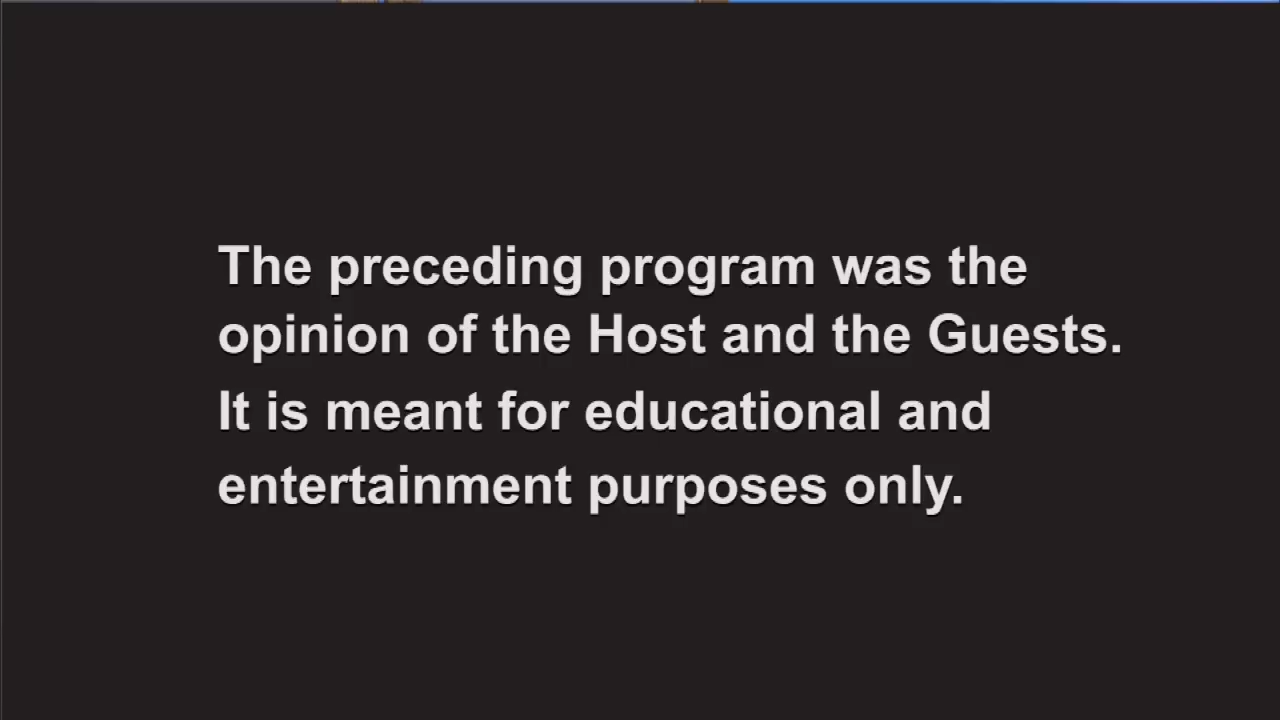 The preceding program was the
opinion of the Host and the Guests.
It is meant for educational and
entertainment purposes only.